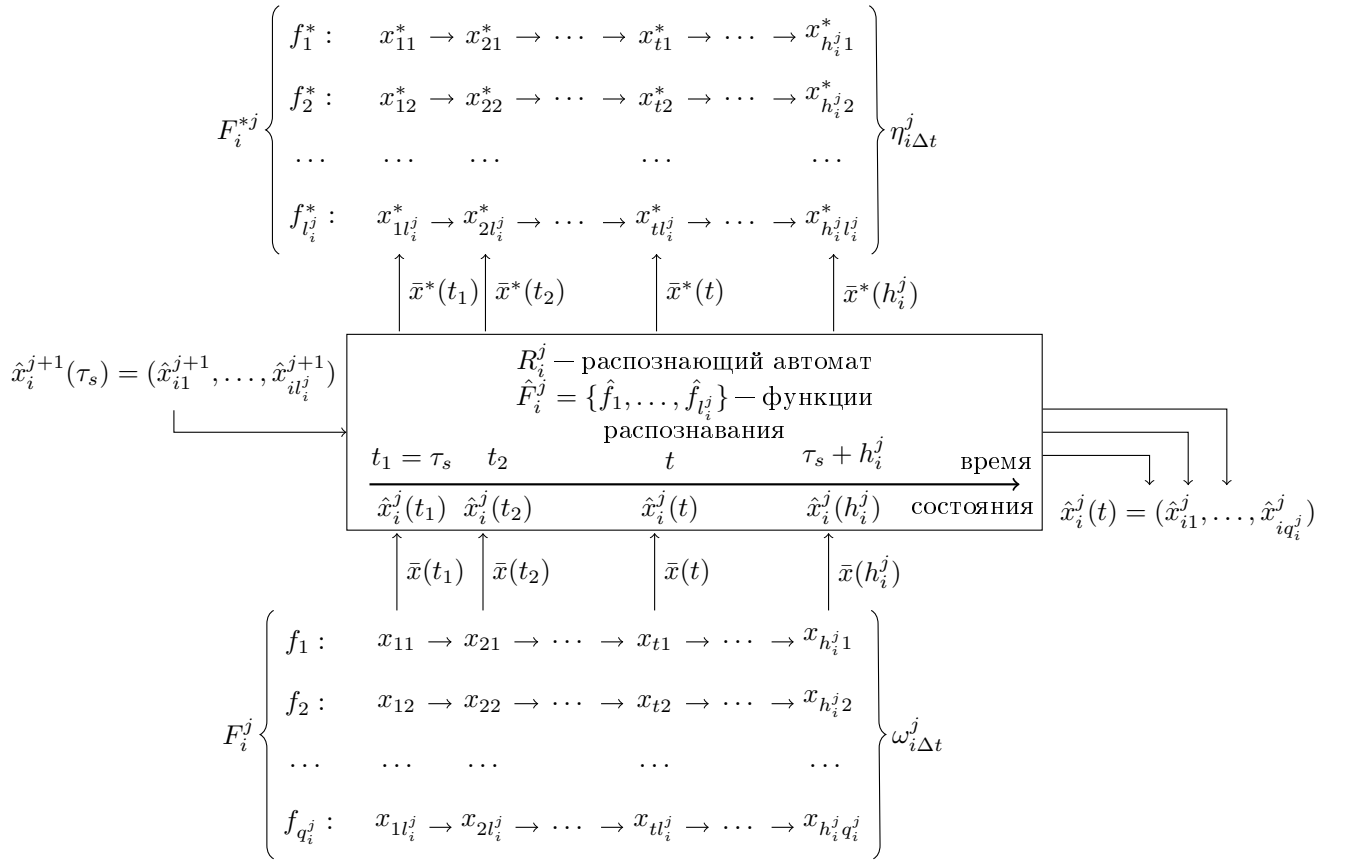 f_1^* : x_{11}^* → x_{21}^* → ⋯ → x_{t1}^* → ⋯ → x_{h_i^j 1}^*
f_2^* : x_{12}^* → x_{22}^* → ⋯ → x_{t2}^* → ⋯ → x_{h_i^j 2}^*
F_i^{*j} η_{iΔt}^j
⋯ ⋯ ⋯ ⋯ ⋯
f_{l_i^j}^* : x_{1l_i^j}^* → x_{2l_i^j}^* → ⋯ → x_{tl_i^j}^* → ⋯ → x_{h_i^j l_i^j}^*
x̄^*(t_1) x̄^*(t_2) x̄^*(t) x̄^*(h_i^j)
x̂_i^{j+1}(τ_s) = (x̂_{i1}^{j+1}, …, x̂_{il_i^j}^{j+1})
R_i^j – распознающий автомат
F̂_i^j = {f̂_1, …, f̂_{l_i^j}} – функции
распознавания
t_1 = τ_s t_2 t τ_s + h_i^j время
x̂_i^j(t_1) x̂_i^j(t_2) x̂_i^j(t) x̂_i^j(h_i^j) состояния
x̂_i^j(t) = (x̂_{i1}^j, …, x̂_{iq_i^j}^j)
x̄(t_1) x̄(t_2) x̄(t) x̄(h_i^j)
f_1 : x_{11} → x_{21} → ⋯ → x_{t1} → ⋯ → x_{h_i^j 1}
f_2 : x_{12} → x_{22} → ⋯ → x_{t2} → ⋯ → x_{h_i^j 2}
F_i^j ω_{iΔt}^j
⋯ ⋯ ⋯ ⋯ ⋯
f_{q_i^j} : x_{1l_i^j} → x_{2l_i^j} → ⋯ → x_{tl_i^j} → ⋯ → x_{h_i^j q_i^j}